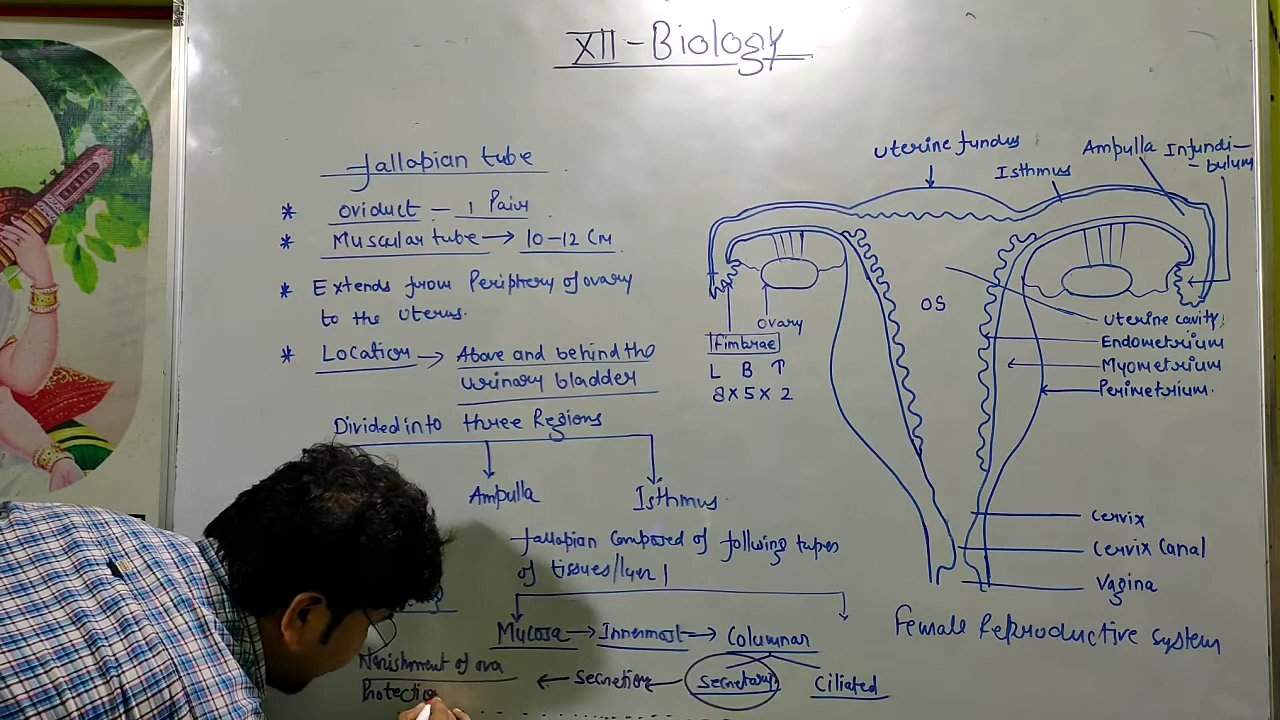 XII - Biology
fallopian tube
* oviduct - 1 Pair
* Muscular tube → 10-12 CM
* Extends from Periphery of ovary
to the uterus.
* Location → Above and behind the
urinary bladder
Divided into three Regions
Ampulla
Isthmus
fallopian Composed of following types
of tissues/
Mucosa → Innermost → Columnar
Secretary
Ciliated
Secretion
Nourishment of ova
Protection
Uterine fundus
Isthmus
Ampulla
Infundi-
-bulum
ovary
Fimbrae
L B ↑
8 X 5 X 2
OS
Uterine cavity
Endometrium
Myometrium
Perimetrium.
Cervix
Cervix Canal
Vagina
Female Reproductive System